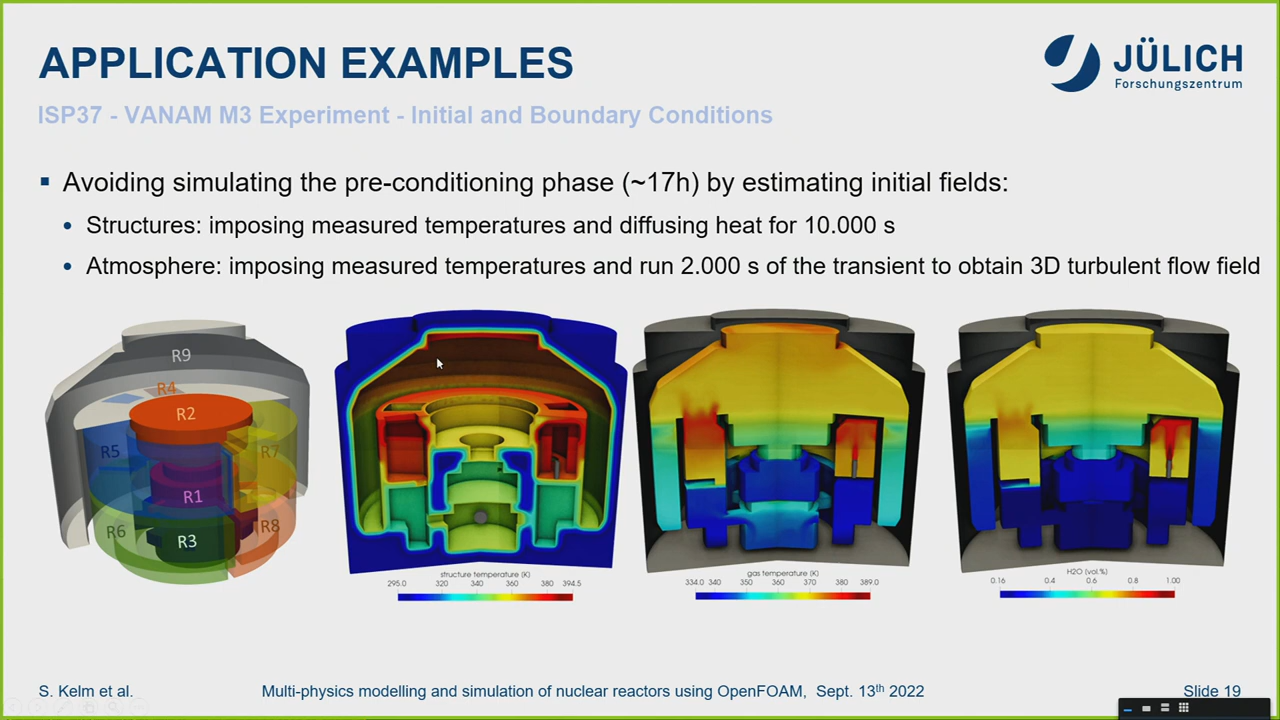 APPLICATION EXAMPLES
JÜLICH
Forschungszentrum
ISP37 - VANAM M3 Experiment - Initial and Boundary Conditions
Avoiding simulating the pre-conditioning phase (~17h) by estimating initial fields:
Structures: imposing measured temperatures and diffusing heat for 10.000 s
Atmosphere: imposing measured temperatures and run 2.000 s of the transient to obtain 3D turbulent flow field
R9
R4
R2
R5
R7
R1
R6
R8
R3
structure temperature (K)
295.0 320 340 360 380 394.5
gas temperature (K)
334.0 340 350 360 370 380 389.0
H2O (vol.%)
0.16 0.4 0.6 0.8 1.00
S. Kelm et al.
Multi-physics modelling and simulation of nuclear reactors using OpenFOAM, Sept. 13th 2022
Slide 19